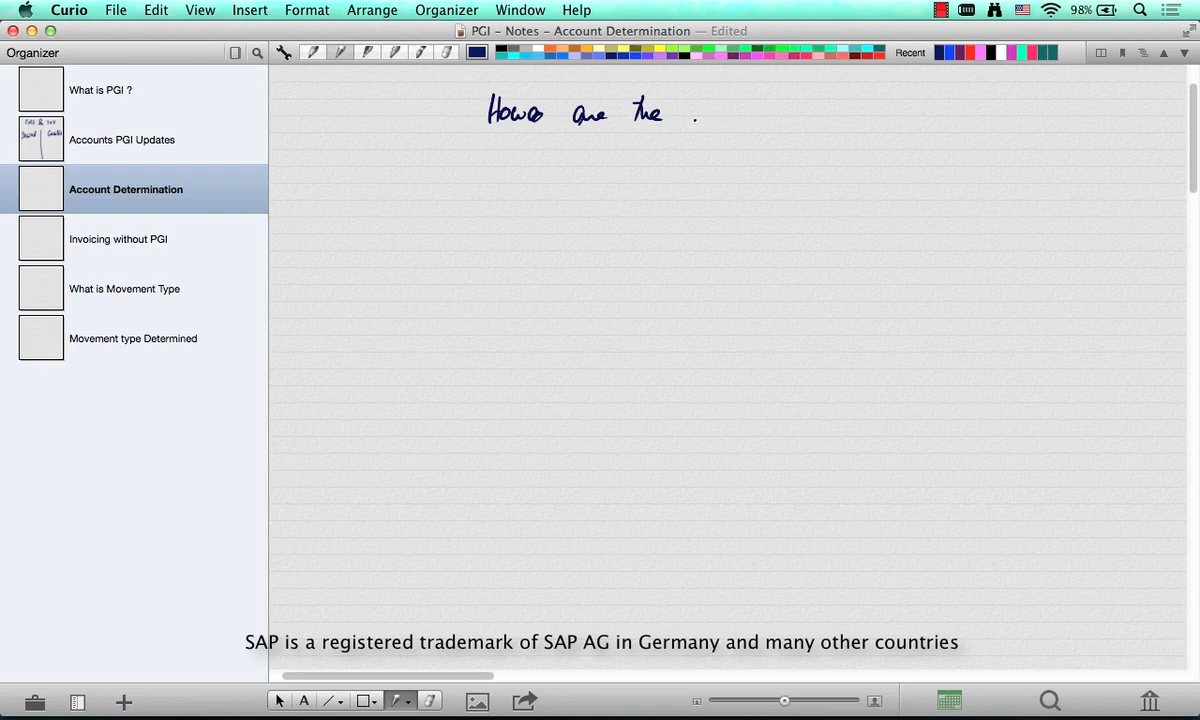 Curio File Edit View Insert Format Arrange Organizer Window Help 98%
PGI – Notes – Account Determination — Edited
Organizer Recent
What is PGI ?
Accounts PGI Updates
Account Determination
Invoicing without PGI
What is Movement Type
Movement type Determined
are the .
SAP is a registered trademark of SAP AG in Germany and many other countries
A